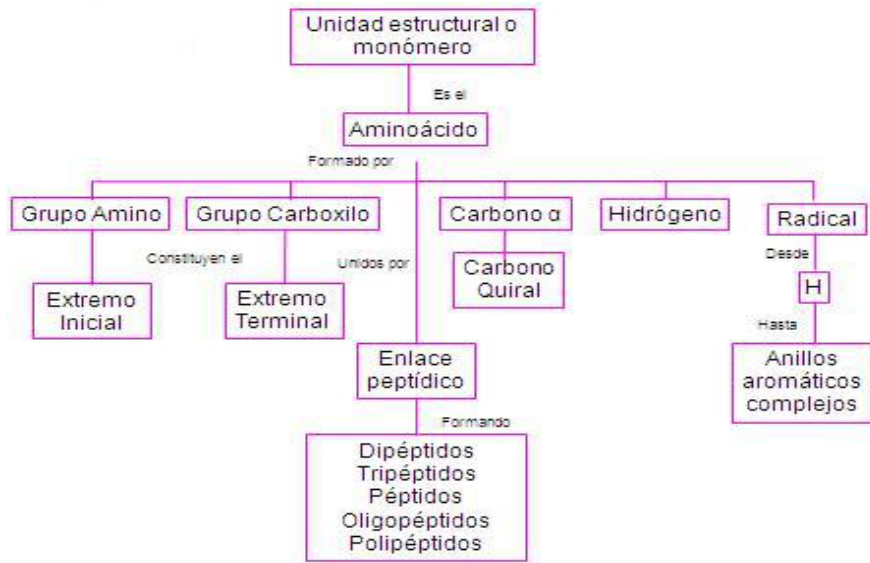 Unidad estructural o
monómero
Es el
Aminoácido
Formado por
Grupo Amino
Grupo Carboxilo
Carbono α
Hidrógeno
Radical
Constituyen el
Unidos por
Desde
Extremo
Inicial
Extremo
Terminal
Carbono
Quiral
H
Hasta
Enlace
peptídico
Anillos
aromáticos
complejos
Formando
Dipéptidos
Tripéptidos
Péptidos
Oligopéptidos
Polipéptidos